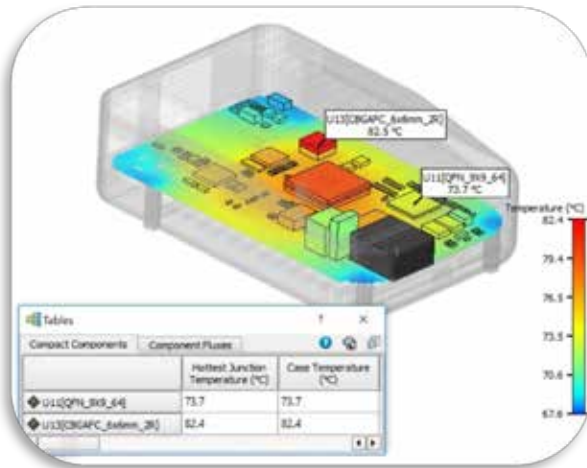 U13[CBGAFC_6x6mm_2R]
82.5 °C
U11[QFN_9X9_64]
73.7 °C
Temperature (°C)
82.4
79.4
76.5
73.5
70.6
67.6
Tables
? ×
Compact Components Component Fluxes
Hottest Junction Temperature (°C) Case Temperature (°C)
U11[QFN_9X9_64] 73.7 73.7
U13[CBGAFC_6x6mm_2R] 82.4 82.4